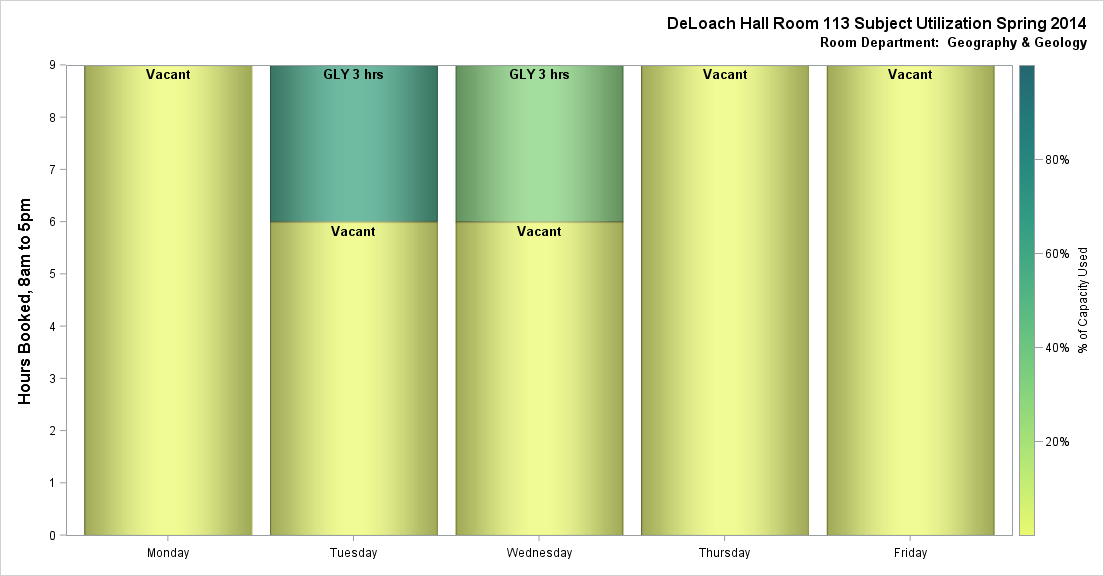 DeLoach Hall Room 113 Subject Utilization Spring 2014
Room Department:  Geography & Geology
Hours Booked, 8am to 5pm
9
8
7
6
5
4
3
2
1
0
Vacant
GLY 3 hrs
GLY 3 hrs
Vacant
Vacant
Vacant
Vacant
Monday
Tuesday
Wednesday
Thursday
Friday
80%
60%
40%
20%
% of Capacity Used